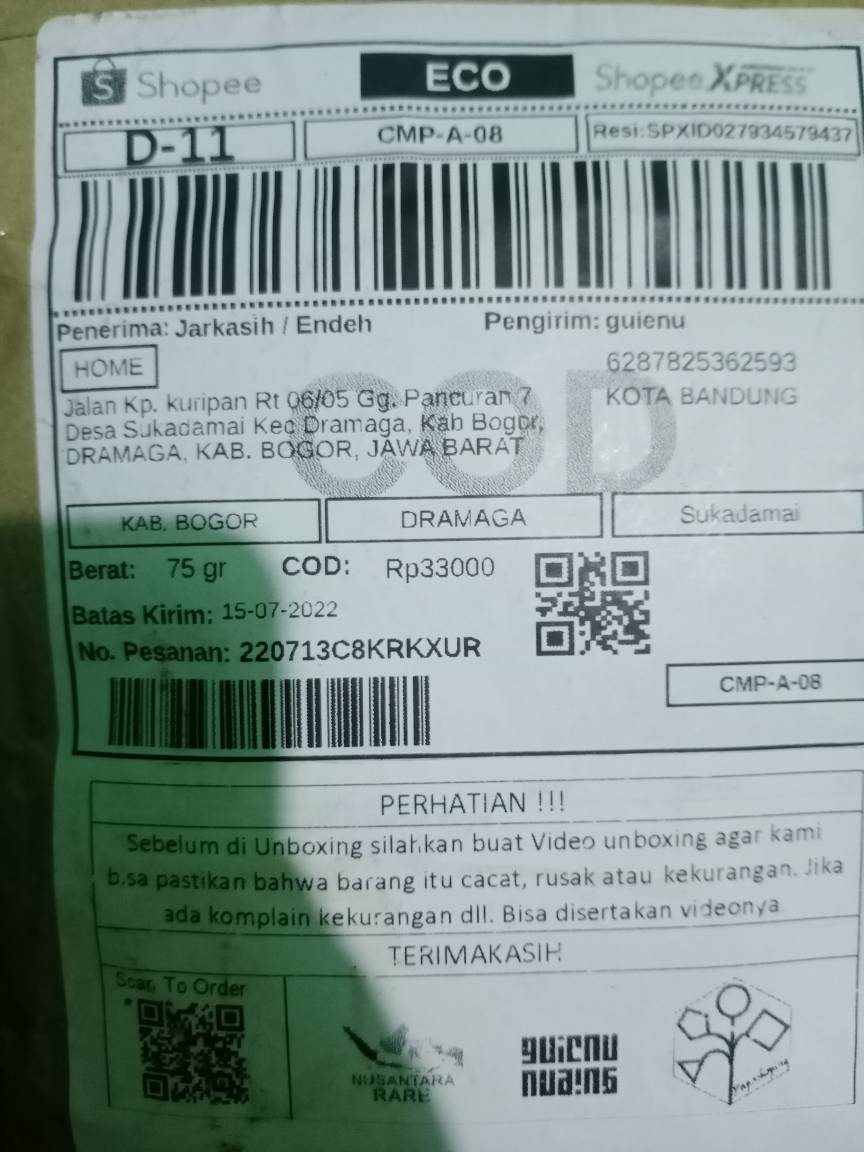 Shopee ECO Shopee XPRESS
D-11 CMP-A-08 Resi:SPXID027934579437
Penerima: Jarkasih / Endeh Pengirim: guienu
HOME 6287825362593
Jalan Kp. kuripan Rt 06/05 Gg. Pancuran 7 KOTA BANDUNG
Desa Sukadamai Kec Dramaga, Kab Bogor,
DRAMAGA, KAB. BOGOR, JAWA BARAT
COD
KAB. BOGOR DRAMAGA Sukadamai
Berat: 75 gr COD: Rp33000
Batas Kirim: 15-07-2022
No. Pesanan: 220713C8KRKXUR
CMP-A-08
PERHATIAN !!!
Sebelum di Unboxing silahkan buat Video unboxing agar kami
bisa pastikan bahwa barang itu cacat, rusak atau kekurangan. Jika
ada komplain kekurangan dll. Bisa disertakan videonya
TERIMAKASIH
Scan To Order
NUSANTARA
RARE
guienu